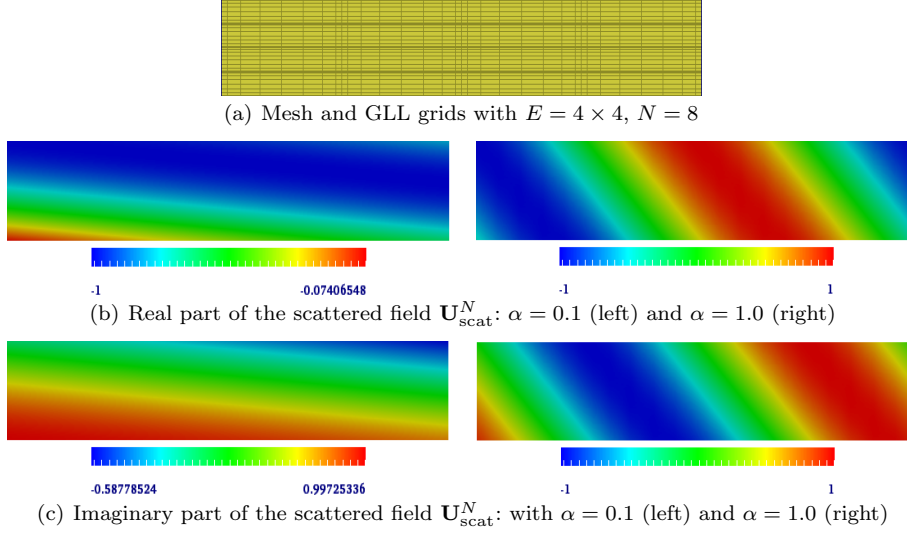 (a) Mesh and GLL grids with E = 4 × 4, N = 8
-1 -0.07406548 -1 1
(b) Real part of the scattered field U^N_scat: α = 0.1 (left) and α = 1.0 (right)
-0.58778524 0.99725336 -1 1
(c) Imaginary part of the scattered field U^N_scat: with α = 0.1 (left) and α = 1.0 (right)